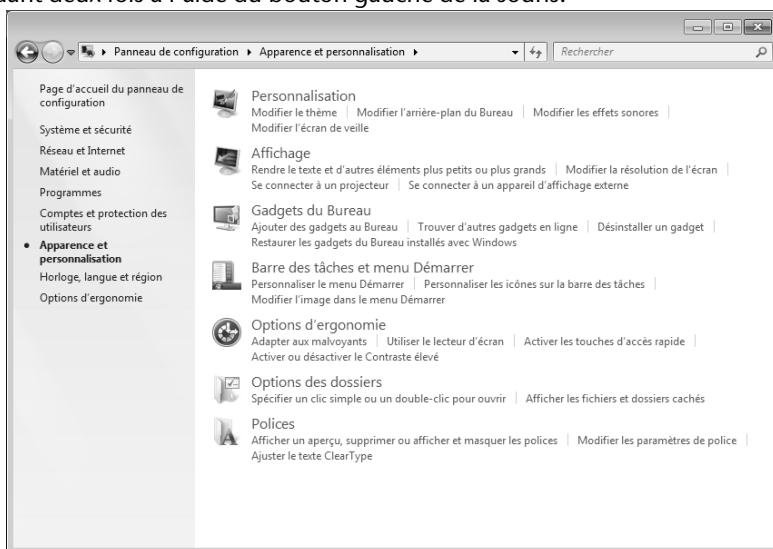 deux fois à l'aide du bouton gauche de la souris.
Panneau de configuration Apparence et personnalisation Rechercher
Page d'accueil du panneau de
configuration
Système et sécurité
Réseau et Internet
Matériel et audio
Programmes
Comptes et protection des
utilisateurs
Apparence et
personnalisation
Horloge, langue et région
Options d'ergonomie
Personnalisation
Modifier le thème | Modifier l'arrière-plan du Bureau | Modifier les effets sonores |
Modifier l'écran de veille
Affichage
Rendre le texte et d'autres éléments plus petits ou plus grands | Modifier la résolution de l'écran |
Se connecter à un projecteur | Se connecter à un appareil d'affichage externe
Gadgets du Bureau
Ajouter des gadgets au Bureau | Trouver d'autres gadgets en ligne | Désinstaller un gadget |
Restaurer les gadgets du Bureau installés avec Windows
Barre des tâches et menu Démarrer
Personnaliser le menu Démarrer | Personnaliser les icônes sur la barre des tâches |
Modifier l'image dans le menu Démarrer
Options d'ergonomie
Adapter aux malvoyants | Utiliser le lecteur d'écran | Activer les touches d'accès rapide |
Activer ou désactiver le Contraste élevé
Options des dossiers
Spécifier un clic simple ou un double-clic pour ouvrir | Afficher les fichiers et dossiers cachés
Polices
Afficher un aperçu, supprimer ou afficher et masquer les polices | Modifier les paramètres de police |
Ajuster le texte ClearType